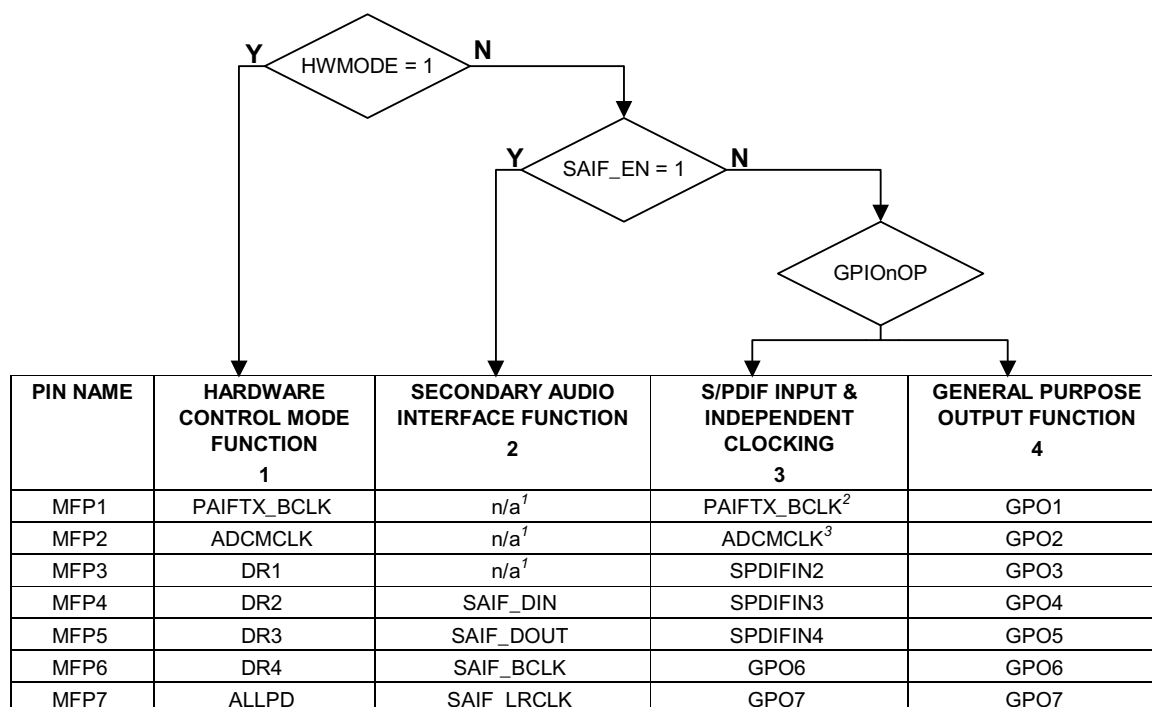 Y
HWMODE = 1
N
Y
SAIF_EN = 1
N
GPIOnOP
PIN NAME
HARDWARE
CONTROL MODE
FUNCTION
1
SECONDARY AUDIO
INTERFACE FUNCTION
2
S/PDIF INPUT &
INDEPENDENT
CLOCKING
3
GENERAL PURPOSE
OUTPUT FUNCTION
4
MFP1 PAIFTX_BCLK n/a¹ PAIFTX_BCLK² GPO1
MFP2 ADCMCLK n/a¹ ADCMCLK³ GPO2
MFP3 DR1 n/a¹ SPDIFIN2 GPO3
MFP4 DR2 SAIF_DIN SPDIFIN3 GPO4
MFP5 DR3 SAIF_DOUT SPDIFIN4 GPO5
MFP6 DR4 SAIF_BCLK GPO6 GPO6
MFP7 ALLPD SAIF_LRCLK GPO7 GPO7